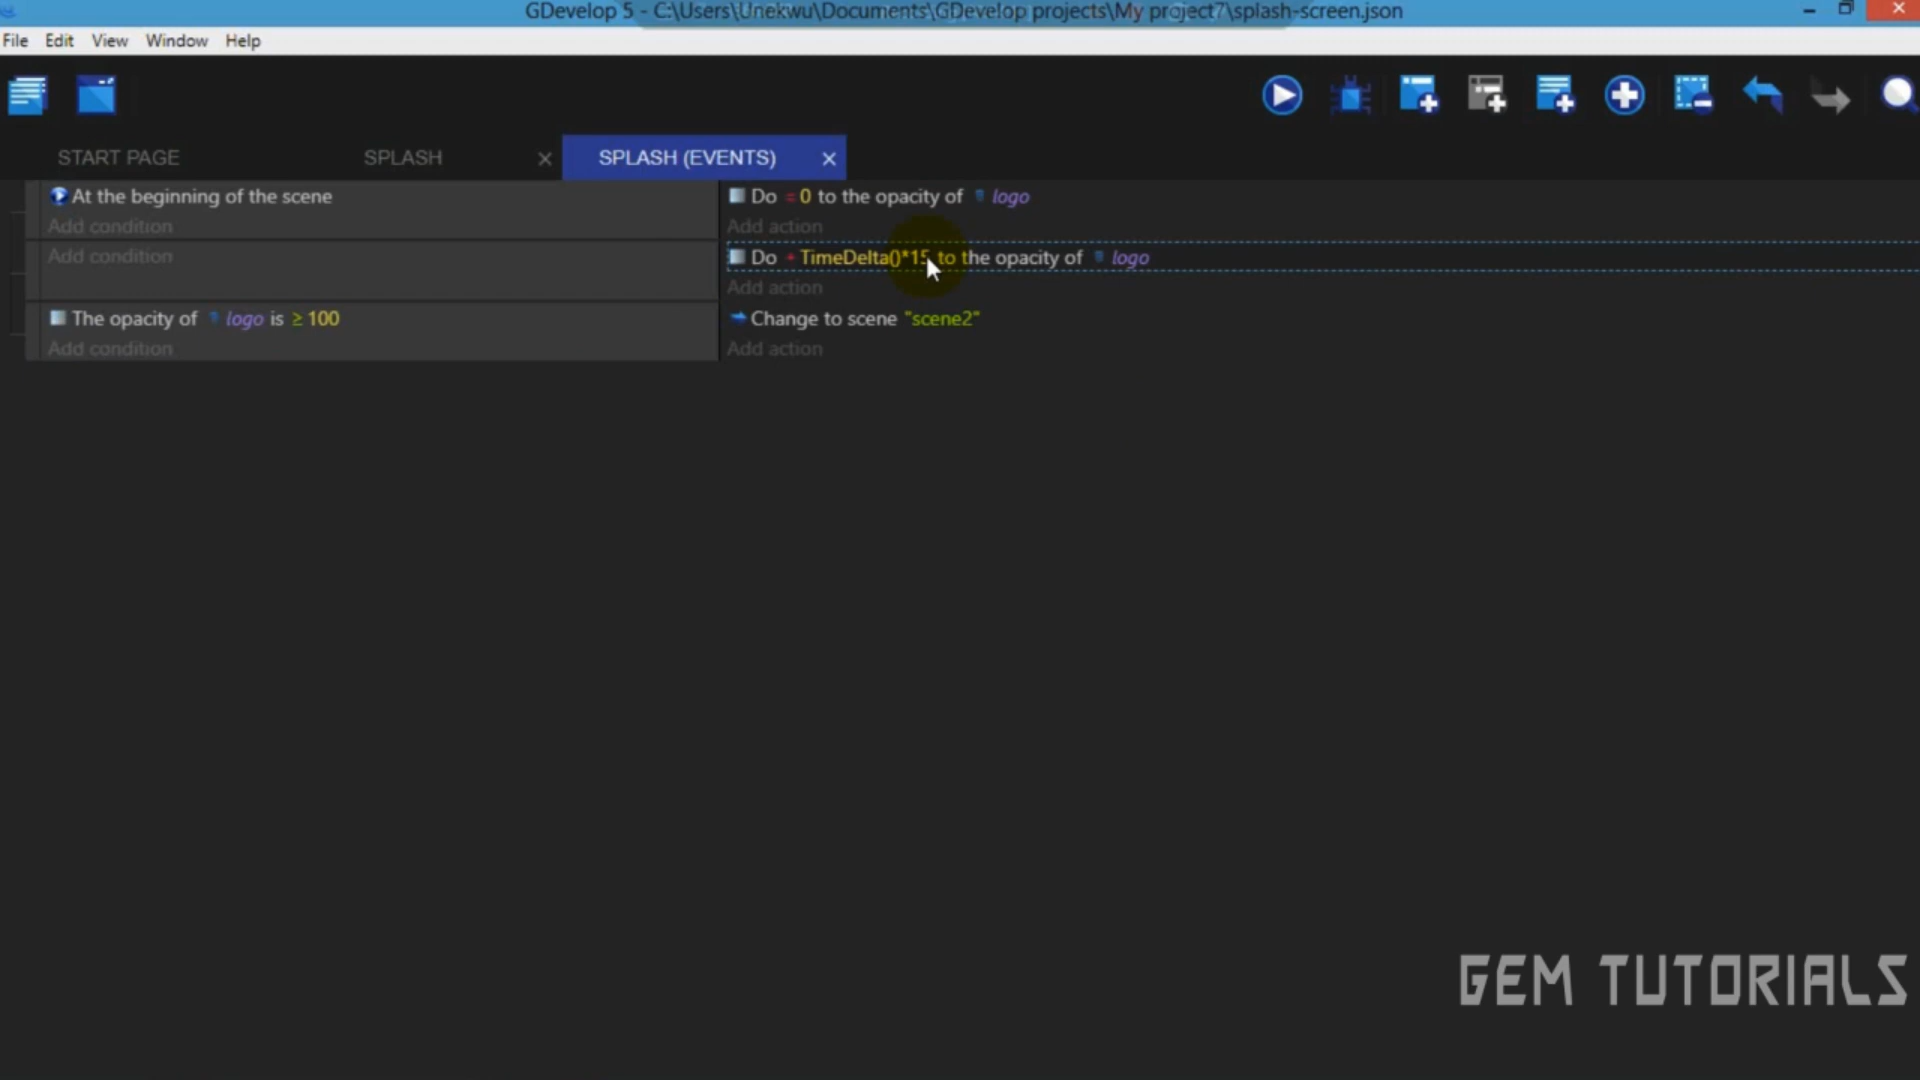 GDevelop 5 - C:\Users\Unekwu\Documents\GDevelop projects\My project7\splash-screen.json
File Edit View Window Help
START PAGE SPLASH × SPLASH (EVENTS) ×
At the beginning of the scene
Do = 0 to the opacity of logo
Add condition
Add action
Add condition
Do + TimeDelta()*15 to the opacity of logo
Add action
The opacity of logo is ≥ 100
Change to scene "scene2"
Add condition
Add action
GEM TUTORIALS